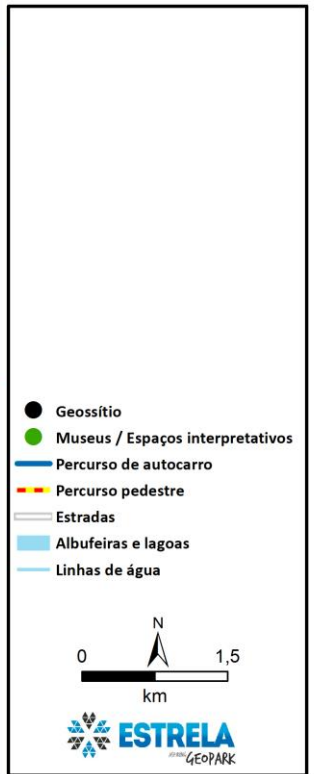 Geossítio
Museus / Espaços interpretativos
Percurso de autocarro
Percurso pedestre
Estradas
Albufeiras e lagoas
Linhas de água
N
0 1,5
km
ESTRELA
GEOPARK